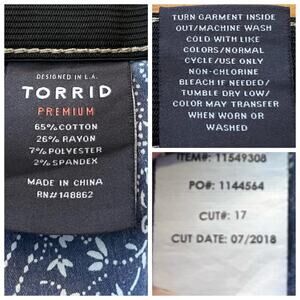 DESIGNED IN L.A.
TORRID
PREMIUM
65% COTTON
26% RAYON
7% POLYESTER
2% SPANDEX
MADE IN CHINA
RN#148862
TURN GARMENT INSIDE
OUT/MACHINE WASH
COLD WITH LIKE
COLORS/NORMAL
CYCLE/USE ONLY
NON-CHLORINE
BLEACH IF NEEDED/
TUMBLE DRY LOW/
COLOR MAY TRANSFER
WHEN WORN OR
WASHED
ITEM#: 11549308
PO#: 1144564
CUT#: 17
CUT DATE: 07/2018